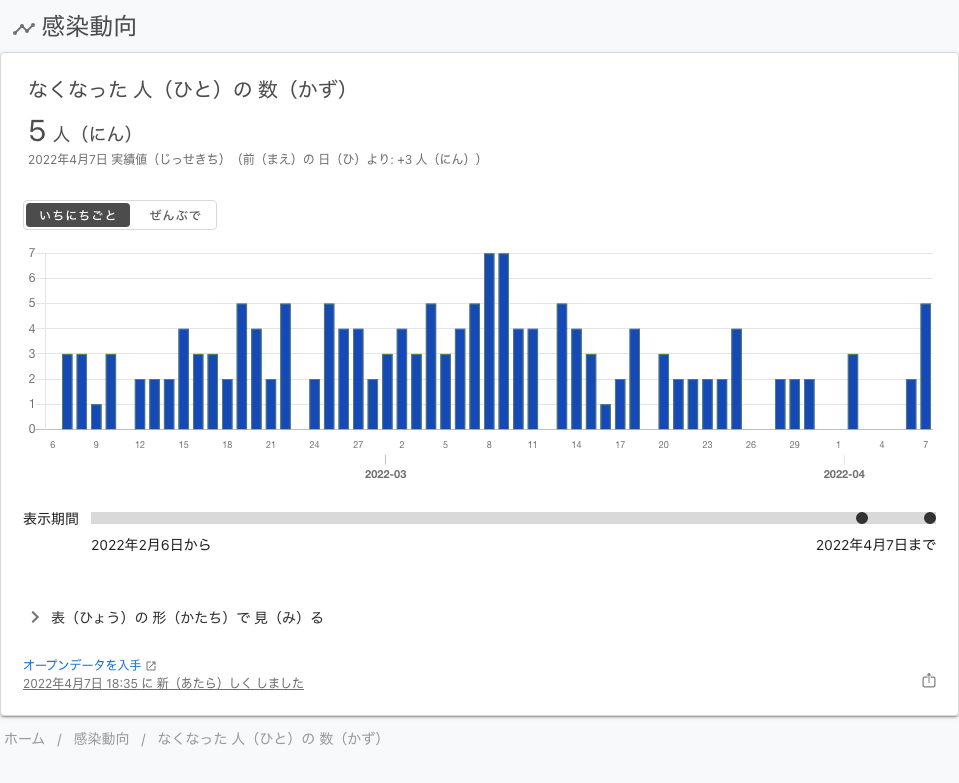 感染動向
なくなった 人（ひと）の 数（かず）
5 人（にん）
2022年4月7日 実績値（じっせきち）（前（まえ）の 日（ひ）より: +3 人（にん））
いちにちごと ぜんぶで
7
6
5
4
3
2
1
0
6 9 12 15 18 21 24 27 2 5 8 11 14 17 20 23 26 29 1 4 7
2022-03 2022-04
表示期間
2022年2月6日から 2022年4月7日まで
表（ひょう）の 形（かたち）で 見（み）る
オープンデータを入手
2022年4月7日 18:35 に 新（あたら）しく しました
ホーム / 感染動向 / なくなった 人（ひと）の 数（かず）